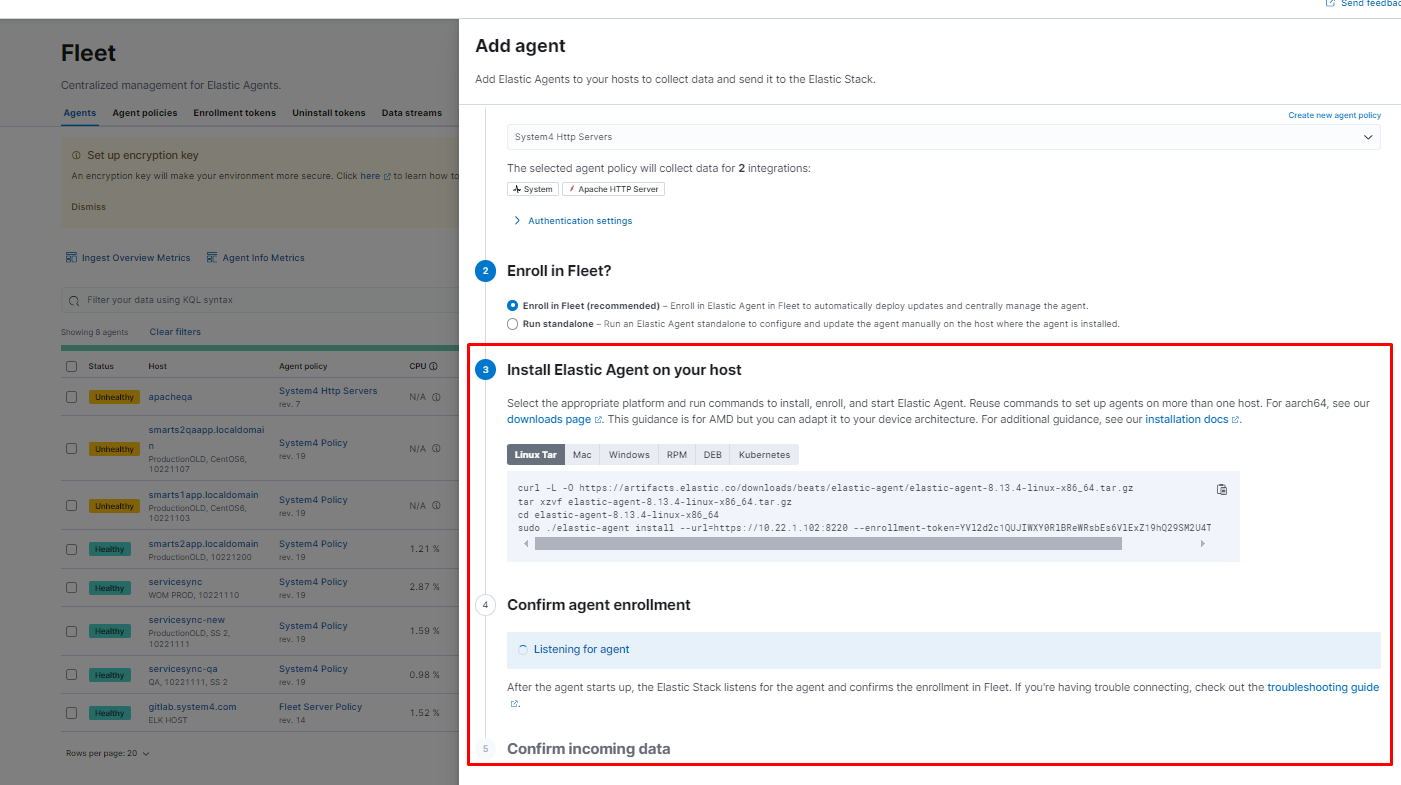 Send feedbac
Fleet
Centralized management for Elastic Agents.
Agents Agent policies Enrollment tokens Uninstall tokens Data streams
Set up encryption key
An encryption key will make your environment more secure. Click here to learn how to
Dismiss
Ingest Overview Metrics Agent Info Metrics
Filter your data using KQL syntax
Showing 8 agents Clear filters
Status Host Agent policy CPU
Unhealthy apacheqa System4 Http Servers N/A
rev. 7
Unhealthy smarts2qaapp.localdomai
n System4 Policy N/A
ProductionOLD, CentOS6, rev. 19
10221107
Unhealthy smarts1app.localdomain System4 Policy N/A
ProductionOLD, CentOS6, rev. 19
10221103
Healthy smarts2app.localdomain System4 Policy 1.21 %
ProductionOLD, 10221200 rev. 19
Healthy servicesync System4 Policy 2.87 %
WOM PROD, 10221110 rev. 19
Healthy servicesync-new System4 Policy 1.59 %
ProductionOLD, SS 2, rev. 19
10221111
Healthy servicesync-qa System4 Policy 0.98 %
QA, 10221111, SS 2 rev. 19
Healthy gitlab.system4.com Fleet Server Policy 1.52 %
ELK HOST rev. 14
Rows per page: 20
Add agent
Add Elastic Agents to your hosts to collect data and send it to the Elastic Stack.
Create new agent policy
System4 Http Servers
The selected agent policy will collect data for 2 integrations:
System Apache HTTP Server
Authentication settings
2 Enroll in Fleet?
Enroll in Fleet (recommended) – Enroll in Elastic Agent in Fleet to automatically deploy updates and centrally manage the agent.
Run standalone – Run an Elastic Agent standalone to configure and update the agent manually on the host where the agent is installed.
3 Install Elastic Agent on your host
Select the appropriate platform and run commands to install, enroll, and start Elastic Agent. Reuse commands to set up agents on more than one host. For aarch64, see our
downloads page. This guidance is for AMD but you can adapt it to your device architecture. For additional guidance, see our installation docs.
Linux Tar Mac Windows RPM DEB Kubernetes
curl -L -O https://artifacts.elastic.co/downloads/beats/elastic-agent/elastic-agent-8.13.4-linux-x86_64.tar.gz
tar xzvf elastic-agent-8.13.4-linux-x86_64.tar.gz
cd elastic-agent-8.13.4-linux-x86_64
sudo ./elastic-agent install --url=https://10.22.1.102:8220 --enrollment-token=
4 Confirm agent enrollment
Listening for agent
After the agent starts up, the Elastic Stack listens for the agent and confirms the enrollment in Fleet. If you're having trouble connecting, check out the troubleshooting guide
.
5 Confirm incoming data